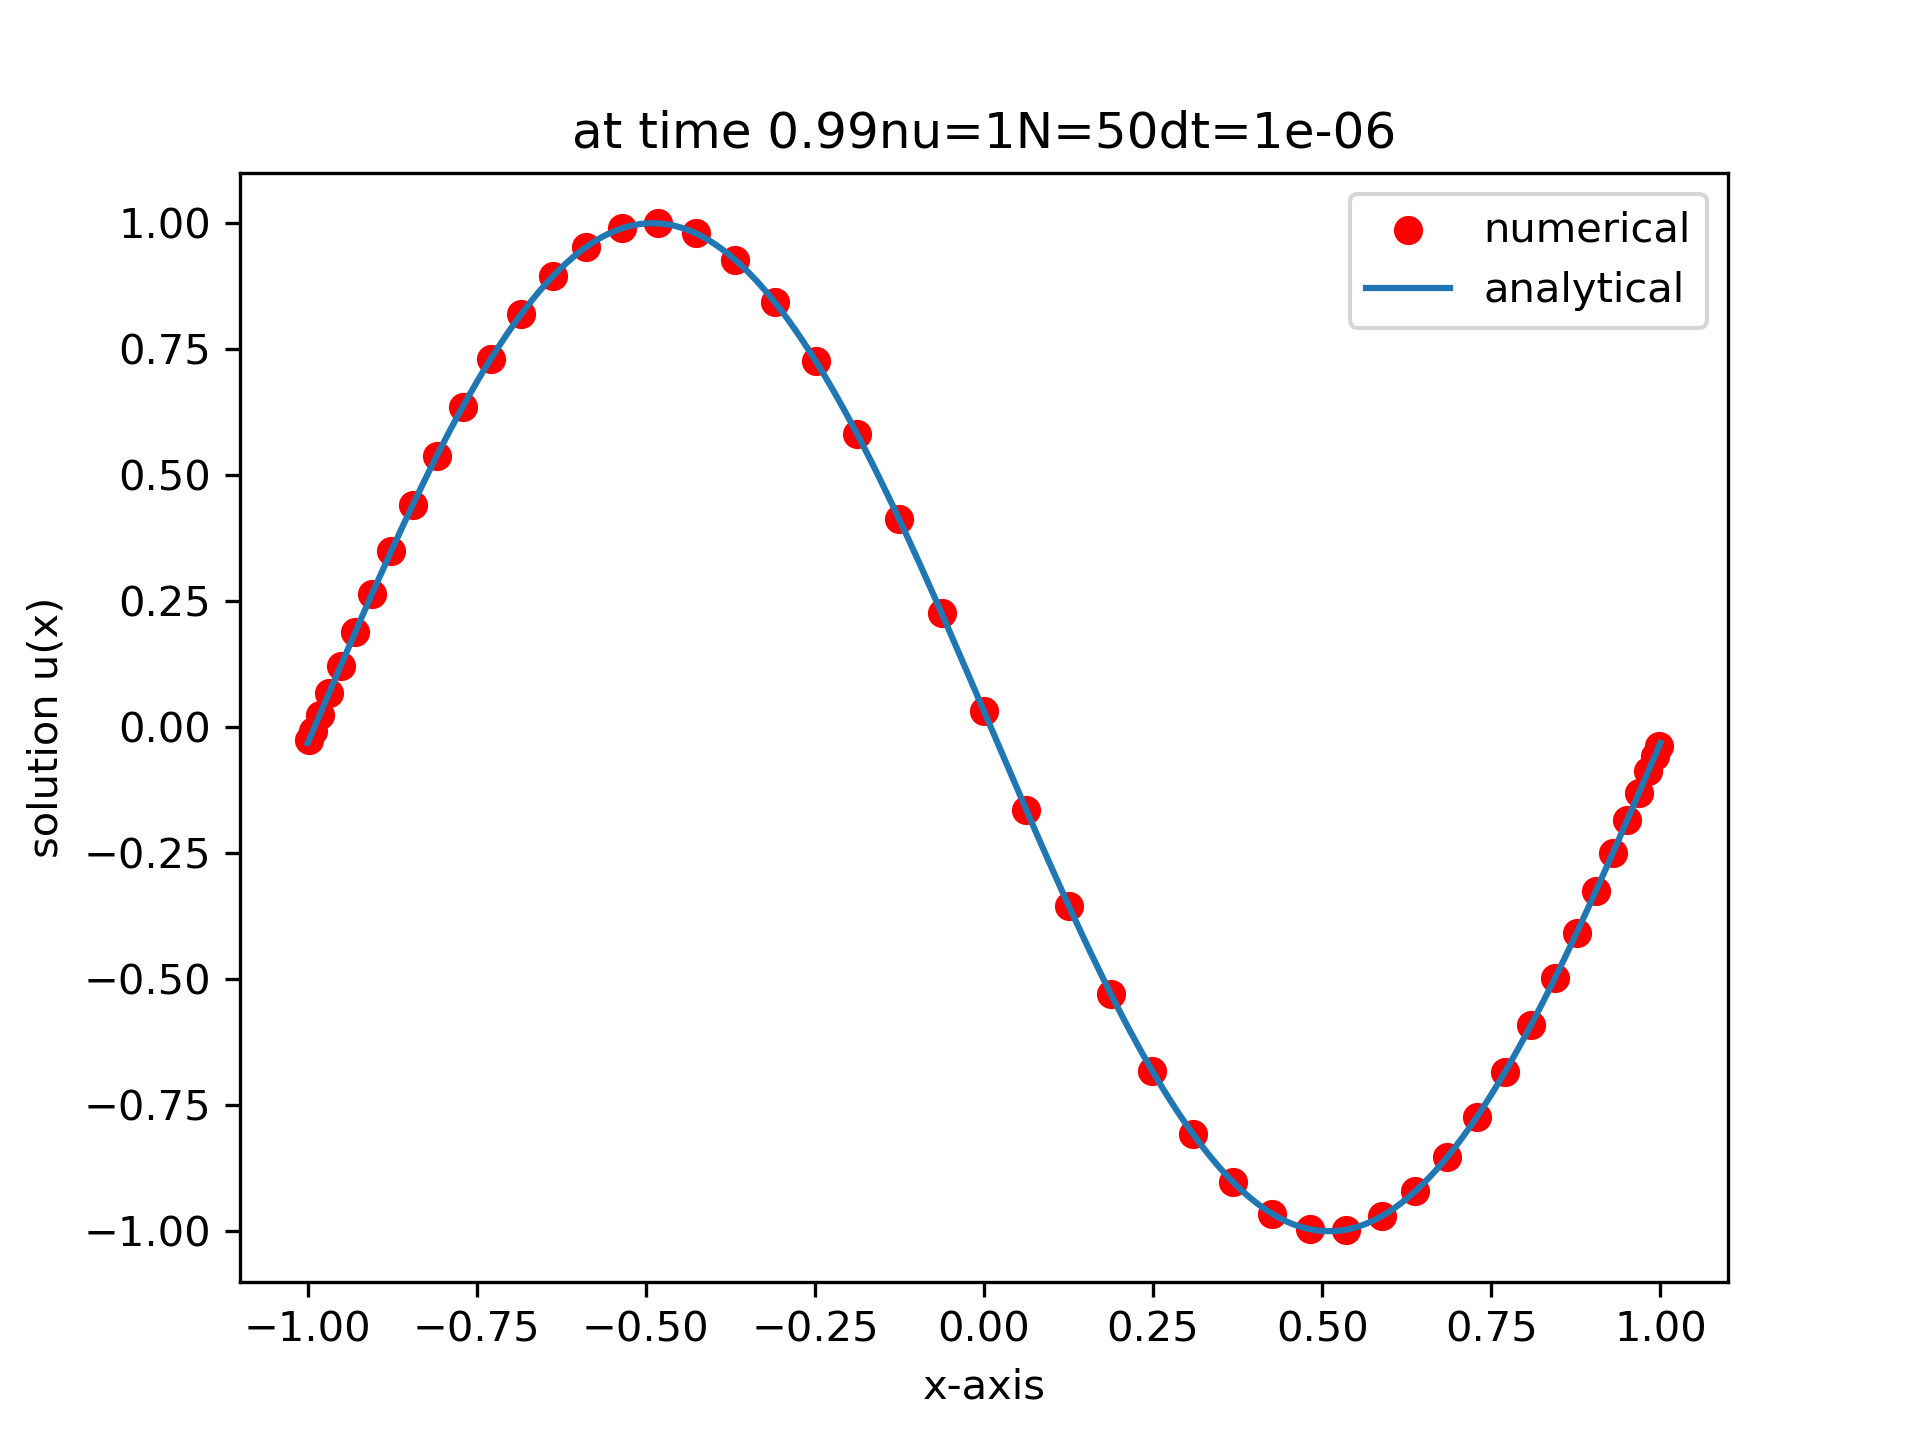 at time 0.99nu=1N=50dt=1e-06
numerical
analytical
1.00
0.75
0.50
0.25
0.00
−0.25
−0.50
−0.75
−1.00
solution u(x)
−1.00 −0.75 −0.50 −0.25 0.00 0.25 0.50 0.75 1.00
x-axis